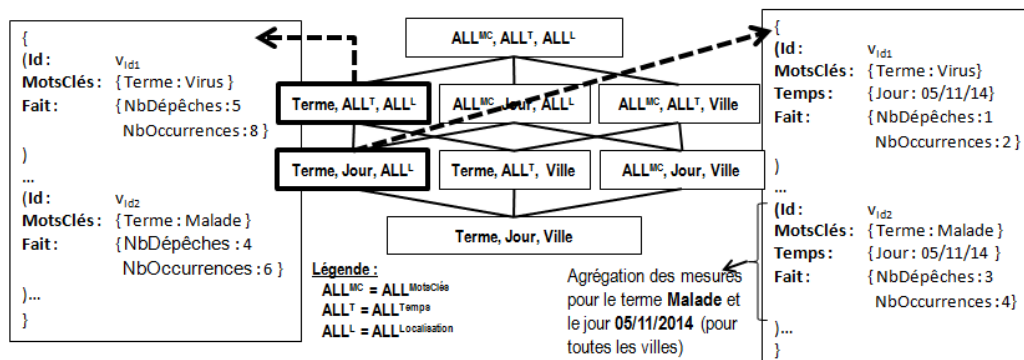 {
(Id : v_Id1
MotsClés : {Terme : Virus }
Fait : {NbDépêches :5
NbOccurrences :8 }
)
...
(Id : v_Id2
MotsClés : {Terme : Malade }
Fait : {NbDépêches : 4
NbOccurrences :6 }
)...
}
ALL^MC, ALL^T, ALL^L
Terme, ALL^T, ALL^L
ALL^MC, Jour, ALL^L
ALL^MC, ALL^T, Ville
Terme, Jour, ALL^L
Terme, ALL^T, Ville
ALL^MC, Jour, Ville
Terme, Jour, Ville
Légende :
ALL^MC = ALL^MotsClés
ALL^T = ALL^Temps
ALL^L = ALL^Localisation
Agrégation des mesures
pour le terme Malade et
le jour 05/11/2014 (pour
toutes les villes)
{
(Id : v_Id1
MotsClés : {Terme : Virus}
Temps : {Jour : 05/11/14}
Fait : {NbDépêches :1
NbOccurrences :2 }
)
...
(Id : v_Id2
MotsClés : {Terme : Malade }
Temps : {Jour : 05/11/14 }
Fait : {NbDépêches :3
NbOccurrences :4}
)...
}